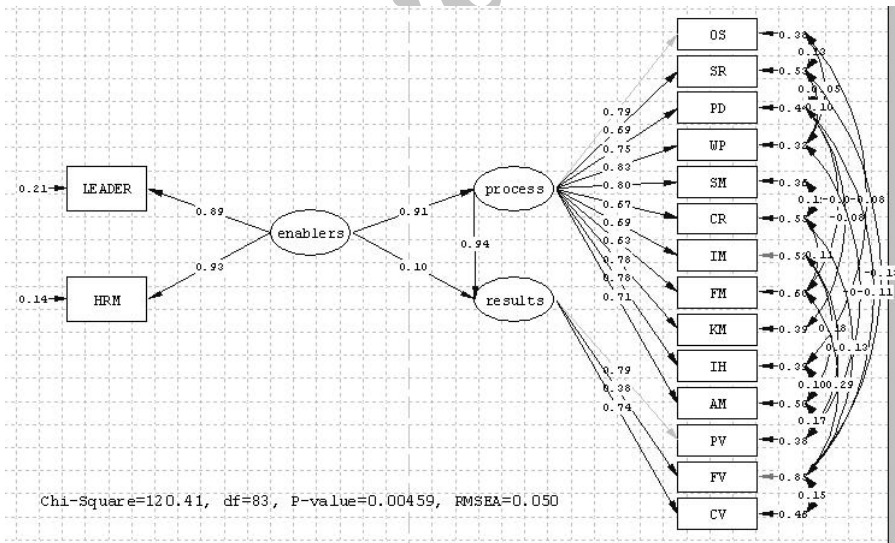 OS 0.38
0.13
SR 0.53
0.79
0.69
PD 0.44
0.10
0.75
WP 0.32
0.83
0.21 LEADER
process
0.80
SM 0.36
0.89
0.91
0.67
CR 0.55
0.08
0.69
-0.08
enablers
0.63
IM 0.52
0.11
0.94
0.78
0.93
0.10
0.78
FM 0.60
-0.11
0.14 HRM
results
0.71
KM 0.39
0.18
0.13
IH 0.39
0.79
0.10
0.29
0.38
AM 0.50
0.74
0.17
PV 0.38
FV 0.85
Chi-Square=120.41, df=83, P-value=0.00459, RMSEA=0.050
0.15
CV 0.45